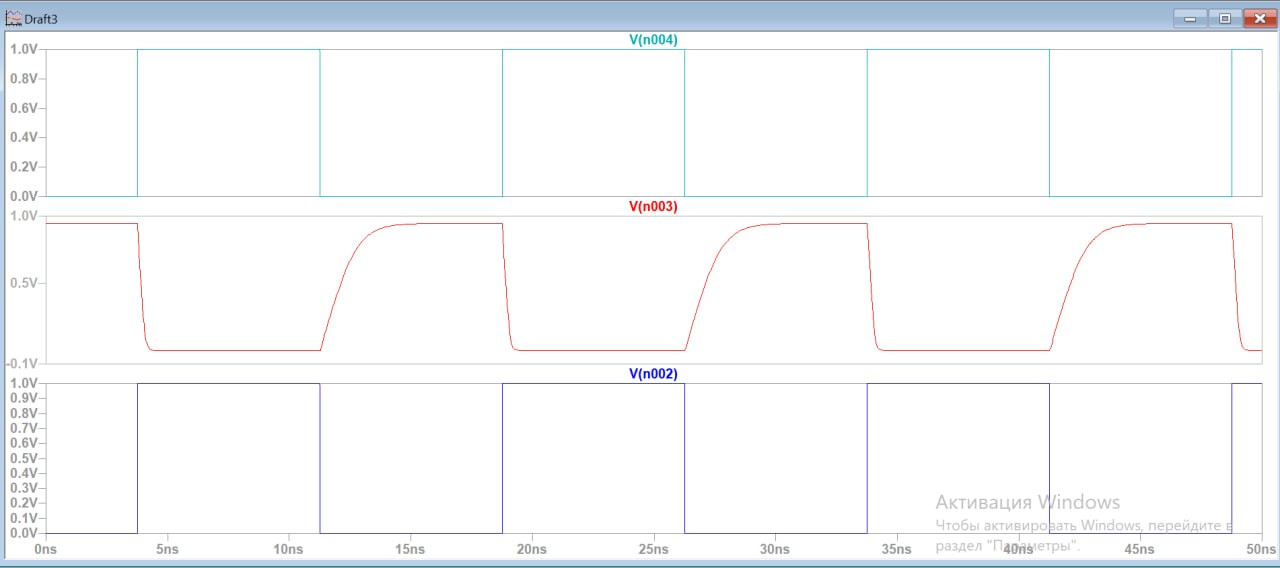 Draft3
V(n004)
1.0V
0.8V
0.6V
0.4V
0.2V
0.0V
V(n003)
1.0V
0.5V
-0.1V
V(n002)
1.0V
0.9V
0.8V
0.7V
0.6V
0.5V
0.4V
0.3V
0.2V
0.1V
0.0V
0ns 5ns 10ns 15ns 20ns 25ns 30ns 35ns 40ns 45ns 50ns
Активация Windows
Чтобы активировать Windows, перейдите в
раздел "Параметры".